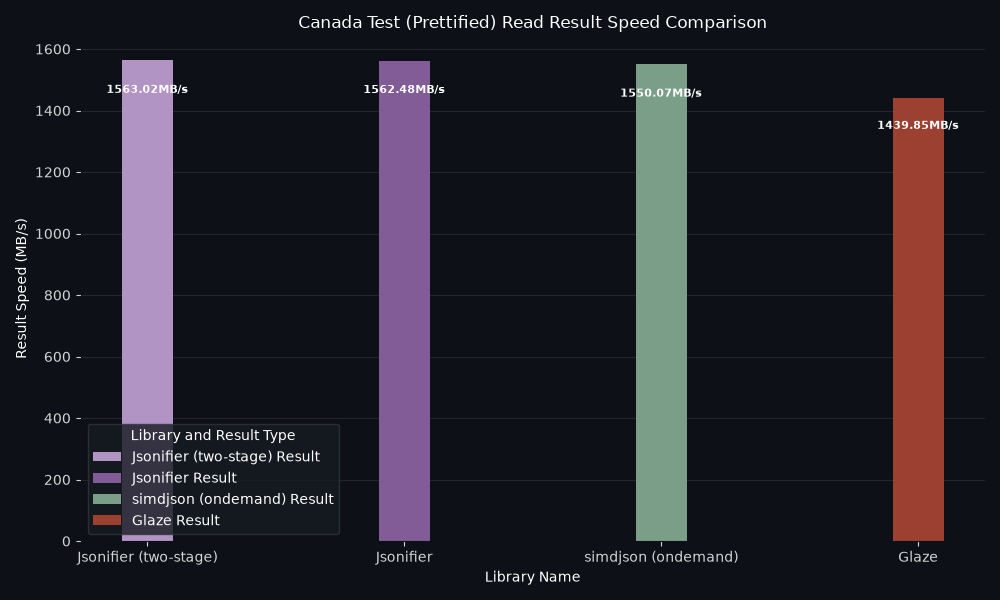 Canada Test (Prettified) Read Result Speed Comparison
Result Speed (MB/s)
1600
1400
1200
1000
800
600
400
200
0
1563.02MB/s
1562.48MB/s
1550.07MB/s
1439.85MB/s
Library and Result Type
Jsonifier (two-stage) Result
Jsonifier Result
simdjson (ondemand) Result
Glaze Result
Jsonifier (two-stage)
Jsonifier
simdjson (ondemand)
Glaze
Library Name